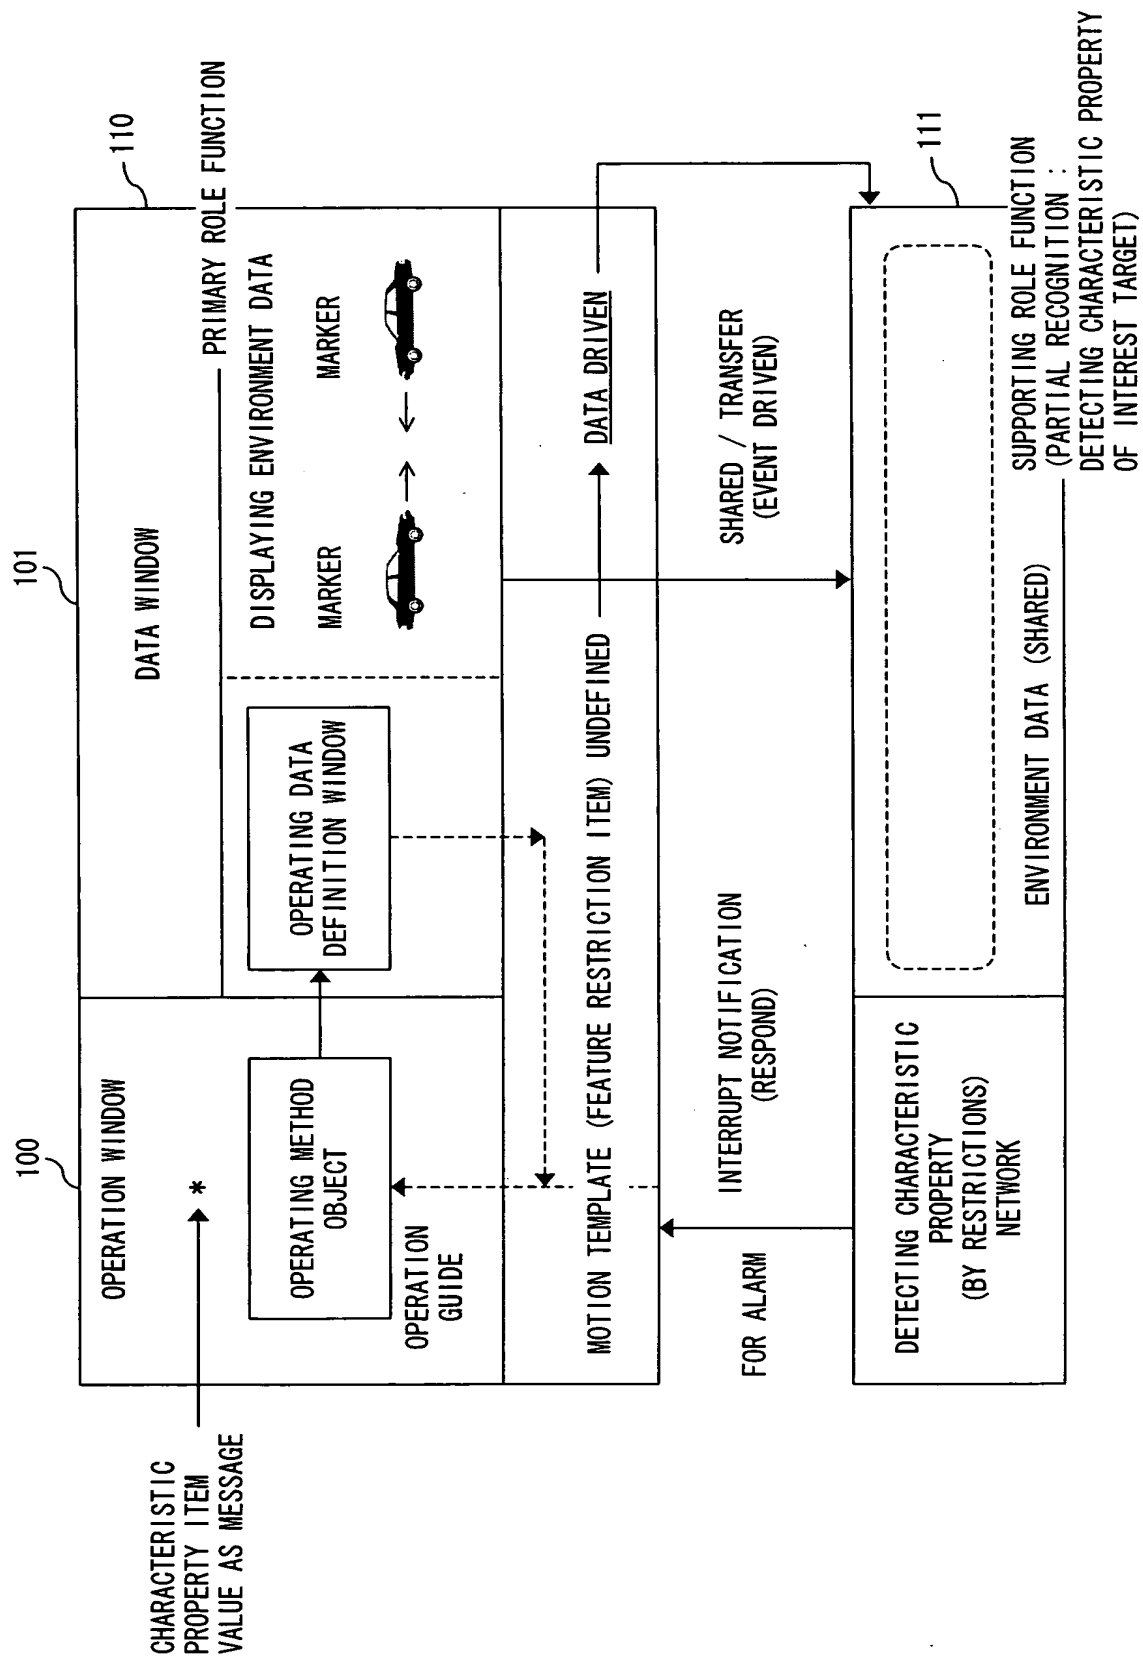 100
101
110
OPERATION WINDOW
DATA WINDOW
PRIMARY ROLE FUNCTION
CHARACTERISTIC
PROPERTY ITEM
VALUE AS MESSAGE
*
OPERATING METHOD
OBJECT
OPERATING DATA
DEFINITION WINDOW
DISPLAYING ENVIRONMENT DATA
MARKER
MARKER
OPERATION
GUIDE
MOTION TEMPLATE (FEATURE RESTRICTION ITEM) UNDEFINED
DATA DRIVEN
FOR ALARM
INTERRUPT NOTIFICATION
(RESPOND)
SHARED / TRANSFER
(EVENT DRIVEN)
111
DETECTING CHARACTERISTIC
PROPERTY
(BY RESTRICTIONS)
NETWORK
ENVIRONMENT DATA (SHARED)
SUPPORTING ROLE FUNCTION
(PARTIAL RECOGNITION :
DETECTING CHARACTERISTIC PROPERTY
OF INTEREST TARGET)